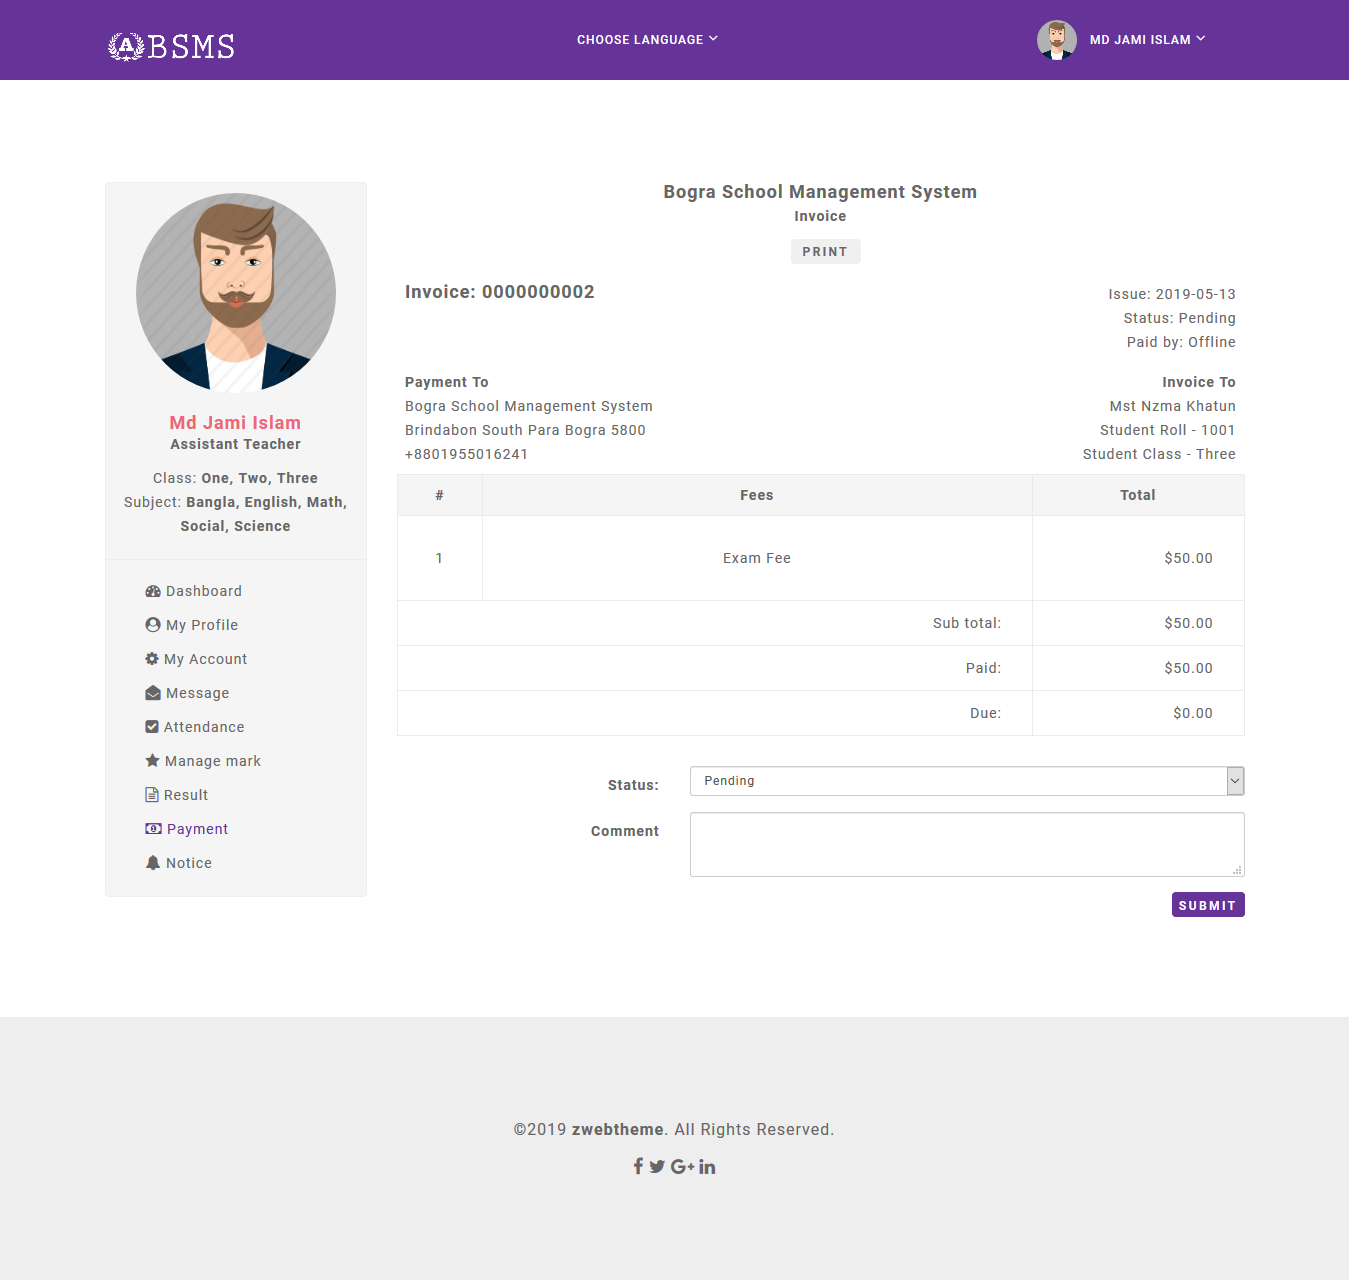 ABSMS
CHOOSE LANGUAGE
MD JAMI ISLAM
Md Jami Islam
Assistant Teacher
Class: One, Two, Three
Subject: Bangla, English, Math,
Social, Science
Dashboard
My Profile
My Account
Message
Attendance
Manage mark
Result
Payment
Notice
Bogra School Management System
Invoice
PRINT
Invoice: 0000000002
Issue: 2019-05-13
Status: Pending
Paid by: Offline
Payment To
Bogra School Management System
Brindabon South Para Bogra 5800
+8801955016241
Invoice To
Mst Nzma Khatun
Student Roll - 1001
Student Class - Three
# Fees Total
1 Exam Fee $50.00
Sub total: $50.00
Paid: $50.00
Due: $0.00
Status: Pending
Comment
SUBMIT
©2019 zwebtheme. All Rights Reserved.